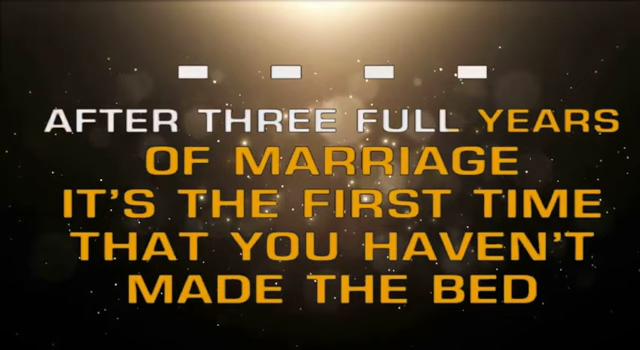 AFTER THREE FULL YEARS
OF MARRIAGE
IT'S THE FIRST TIME
THAT YOU HAVEN'T
MADE THE BED